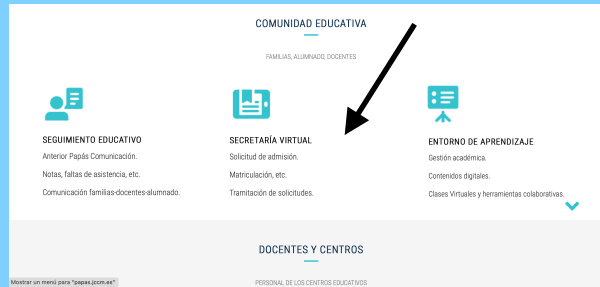 COMUNIDAD EDUCATIVA
FAMILIAS, ALUMNADO, DOCENTES
SEGUIMIENTO EDUCATIVO
Anterior Papás Comunicación.
Notas, faltas de asistencia, etc.
Comunicación familias-docentes-alumnado.
SECRETARÍA VIRTUAL
Solicitud de admisión.
Matriculación, etc.
Tramitación de solicitudes.
ENTORNO DE APRENDIZAJE
Gestión académica.
Contenidos digitales.
Clases Virtuales y herramientas colaborativas.
DOCENTES Y CENTROS
PERSONAL DE LOS CENTROS EDUCATIVOS
Mostrar un menú para "papas.jccm.es"